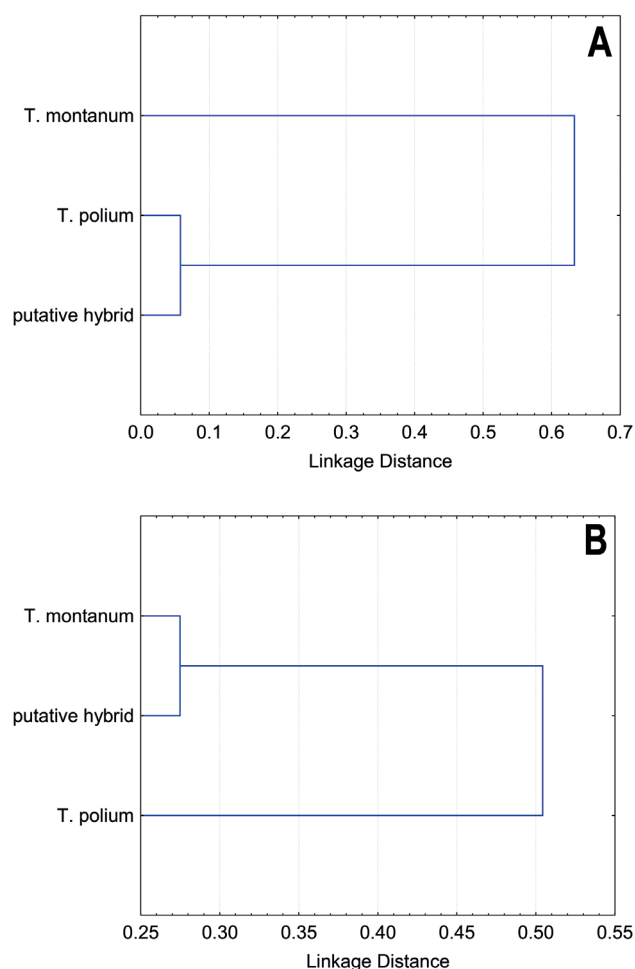 A
T. montanum
T. polium
putative hybrid
0.0 0.1 0.2 0.3 0.4 0.5 0.6 0.7
Linkage Distance
B
T. montanum
putative hybrid
T. polium
0.25 0.30 0.35 0.40 0.45 0.50 0.55
Linkage Distance